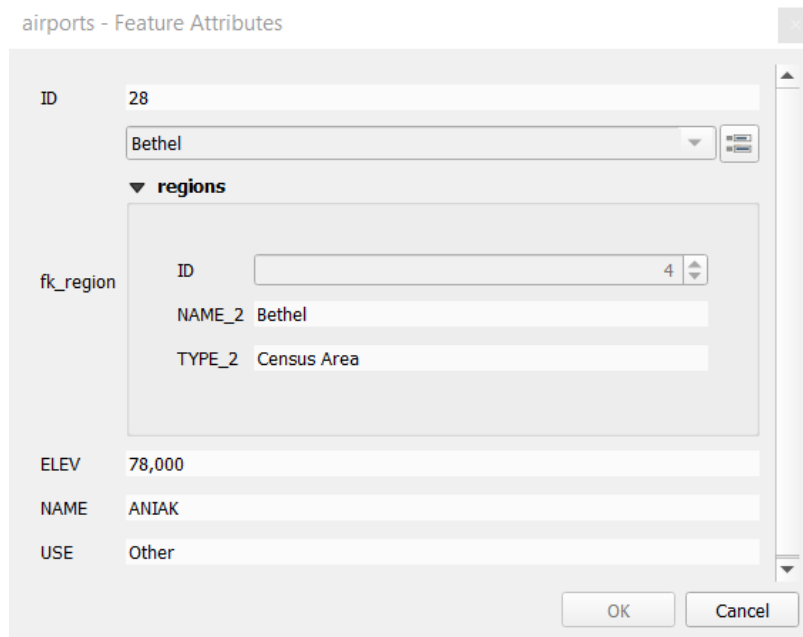 airports - Feature Attributes
ID 28
Bethel
regions
fk_region
ID 4
NAME_2 Bethel
TYPE_2 Census Area
ELEV 78,000
NAME ANIAK
USE Other
OK Cancel